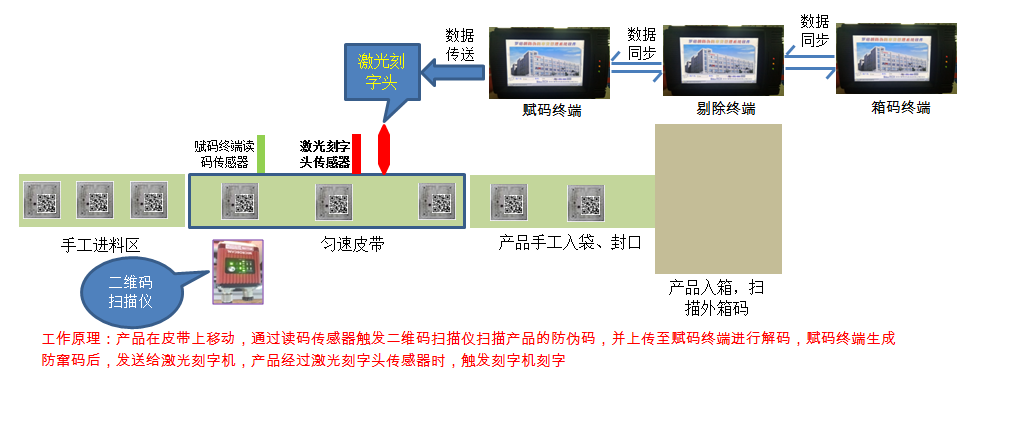 数据
传送
数据
同步
数据
同步
激光刻
字头
赋码终端
剔除终端
箱码终端
赋码终端读
码传感器
激光刻字
头传感器
手工进料区
匀速皮带
产品手工入袋、封口
产品入箱，扫
描外箱码
二维码
扫描仪
工作原理：产品在皮带上移动，通过读码传感器触发二维码扫描仪扫描产品的防伪码，并上传至赋码终端进行解码，赋码终端生成
防窜码后，发送给激光刻字机，产品经过激光刻字头传感器时，触发刻字机刻字